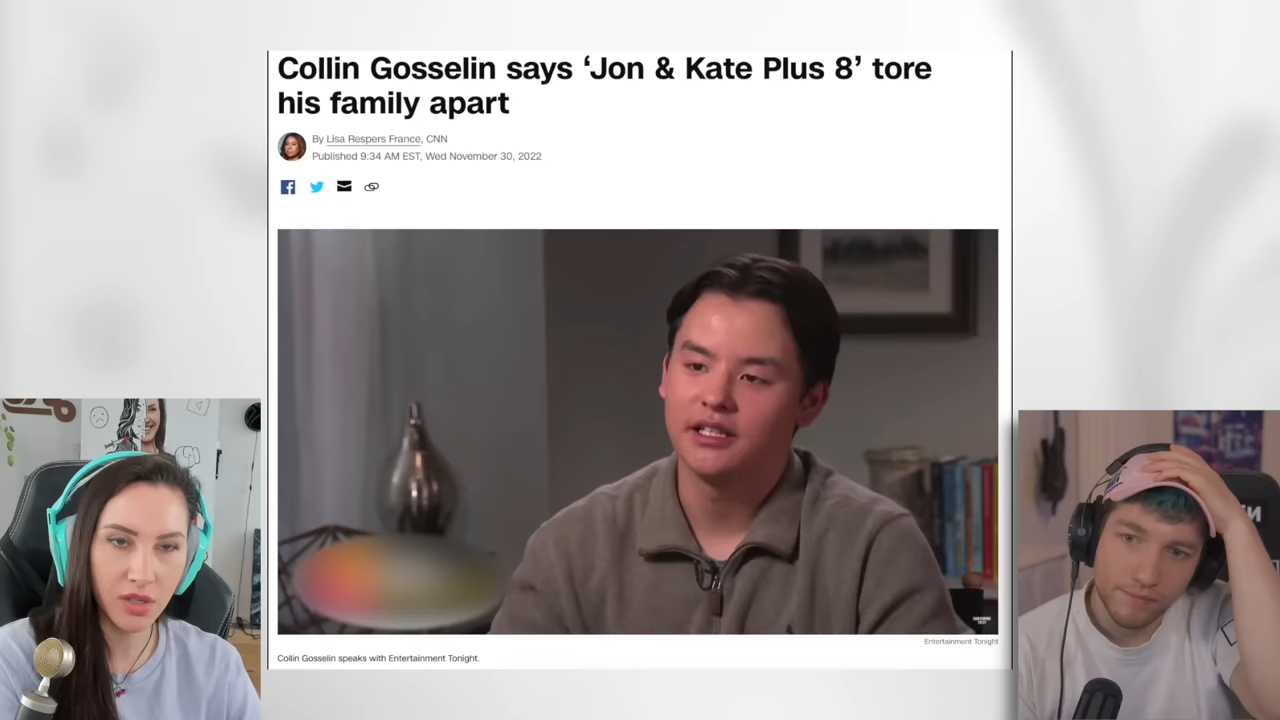 Collin Gosselin says ‘Jon & Kate Plus 8’ tore
his family apart
By Lisa Respers France, CNN
Published 9:34 AM EST, Wed November 30, 2022
Entertainment Tonight
Collin Gosselin speaks with Entertainment Tonight.